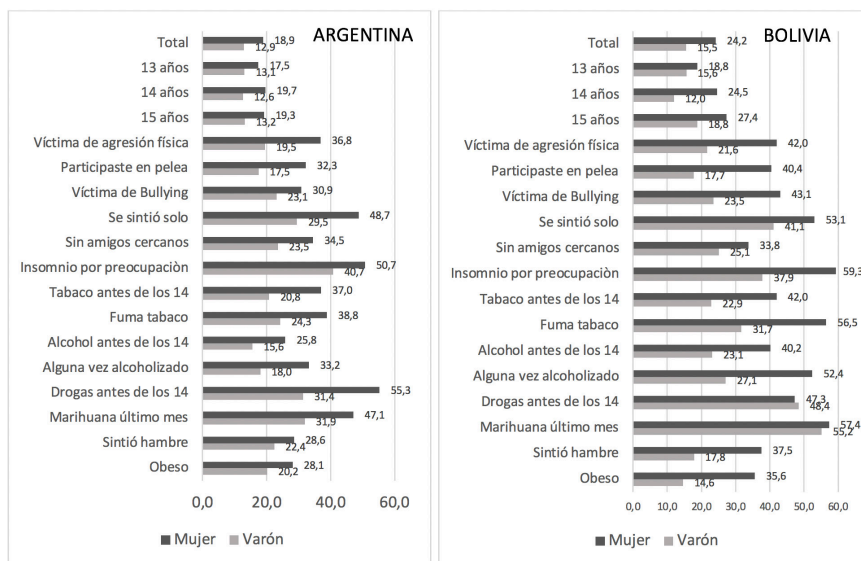 ARGENTINA
Total 18,9 12,9
13 años 17,5 13,1
14 años 19,7 12,6
15 años 19,3 13,2
Víctima de agresión física 36,8 19,5
Participaste en pelea 32,3 17,5
Víctima de Bullying 30,9 23,1
Se sintió solo 48,7 29,5
Sin amigos cercanos 34,5 23,5
Insomnio por preocupaciòn 50,7 40,7
Tabaco antes de los 14 37,0 20,8
Fuma tabaco 38,8 24,3
Alcohol antes de los 14 25,8 15,6
Alguna vez alcoholizado 33,2 18,0
Drogas antes de los 14 55,3 31,4
Marihuana último mes 47,1 31,9
Sintió hambre 28,6 22,4
Obeso 28,1 20,2
0,0 20,0 40,0 60,0
Mujer Varón
BOLIVIA
Total 24,2 15,5
13 años 18,8 15,6
14 años 24,5 12,0
15 años 27,4 18,8
Víctima de agresión física 42,0 21,6
Participaste en pelea 40,4 17,7
Víctima de Bullying 43,1 23,5
Se sintió solo 53,1 41,1
Sin amigos cercanos 33,8 25,1
Insomnio por preocupaciòn 59,3 37,9
Tabaco antes de los 14 42,0 22,9
Fuma tabaco 56,5 31,7
Alcohol antes de los 14 40,2 23,1
Alguna vez alcoholizado 52,4 27,1
Drogas antes de los 14 47,3 48,4
Marihuana último mes 57,4 55,2
Sintió hambre 37,5 17,8
Obeso 35,6 14,6
0,0 10,0 20,0 30,0 40,0 50,0 60,0
Mujer Varón